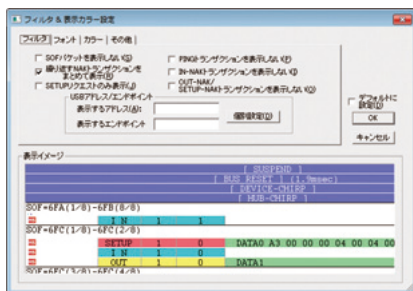 フィルタ & 表示カラー設定
フィルタ フォント カラー その他
SOFパケットを表示しない(F)
繰り返すNAKトランザクションを
まとめて表示(R)
SETUPリクエストのみ表示(J)
PINGトランザクションを表示しない(P)
IN-NAKトランザクションを表示しない(I)
OUT-NAK/
SETUP-NAKトランザクションを表示しない(O)
USBアドレス/エンドポイント
表示するアドレス(A):
表示するエンドポイント
個別設定(D)
デフォルトに
設定(D)
OK
キャンセル
表示イメージ
[ SUSPEND ]
[ BUS RESET ] (1.9msec)
[ DEVICE-CHIRP ]
[ HUB-CHIRP ]
SOF=6FA(1/8)-6FB(8/8)
IN 1 1
SOF=6FC(1/8)-6FC(2/8)
SETUP 1 0 DATA0 A3 00 00 00 04 00 04 00
IN 1 0
OUT 1 0 DATA1
SOF=6FC(3/8)-6FC(4/8)